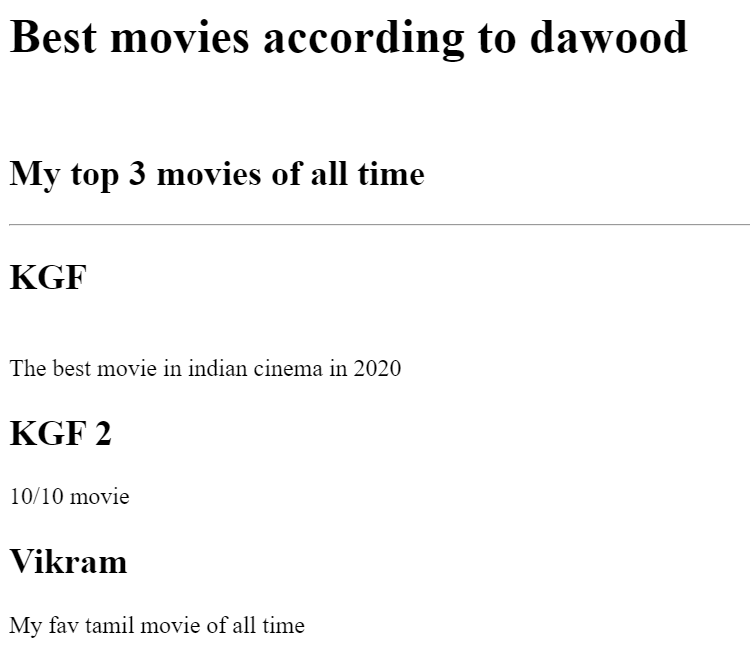 Best movies according to dawood
My top 3 movies of all time
KGF
The best movie in indian cinema in 2020
KGF 2
10/10 movie
Vikram
My fav tamil movie of all time